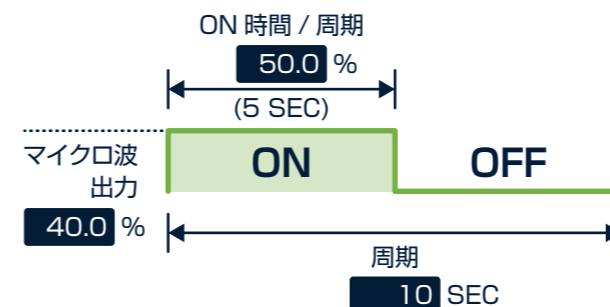 ON 時間 / 周期
50.0 %
(5 SEC)
マイクロ波
出力
40.0 %
ON
OFF
周期
10 SEC